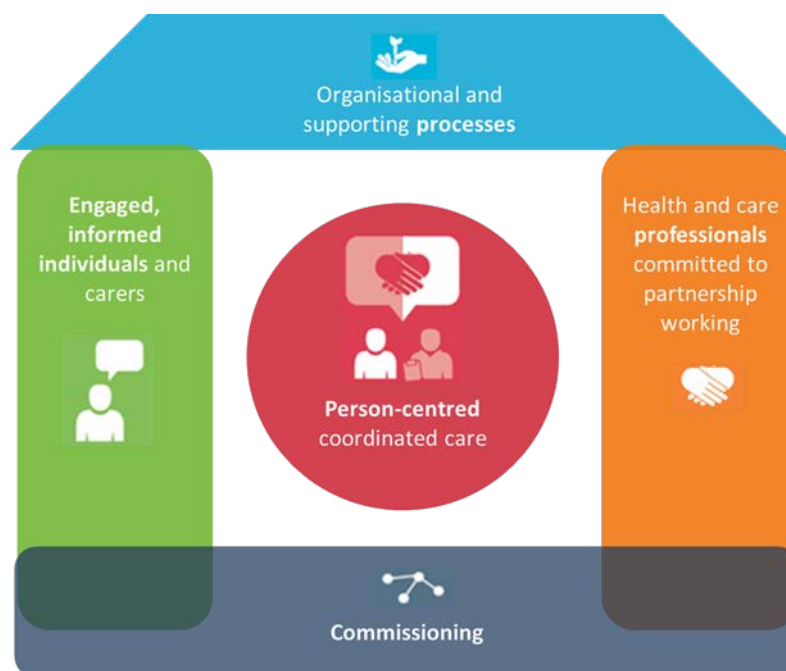 Organisational and
supporting processes
Engaged,
informed
individuals and
carers
Health and care
professionals
committed to
partnership
working
Person-centred
coordinated care
Commissioning